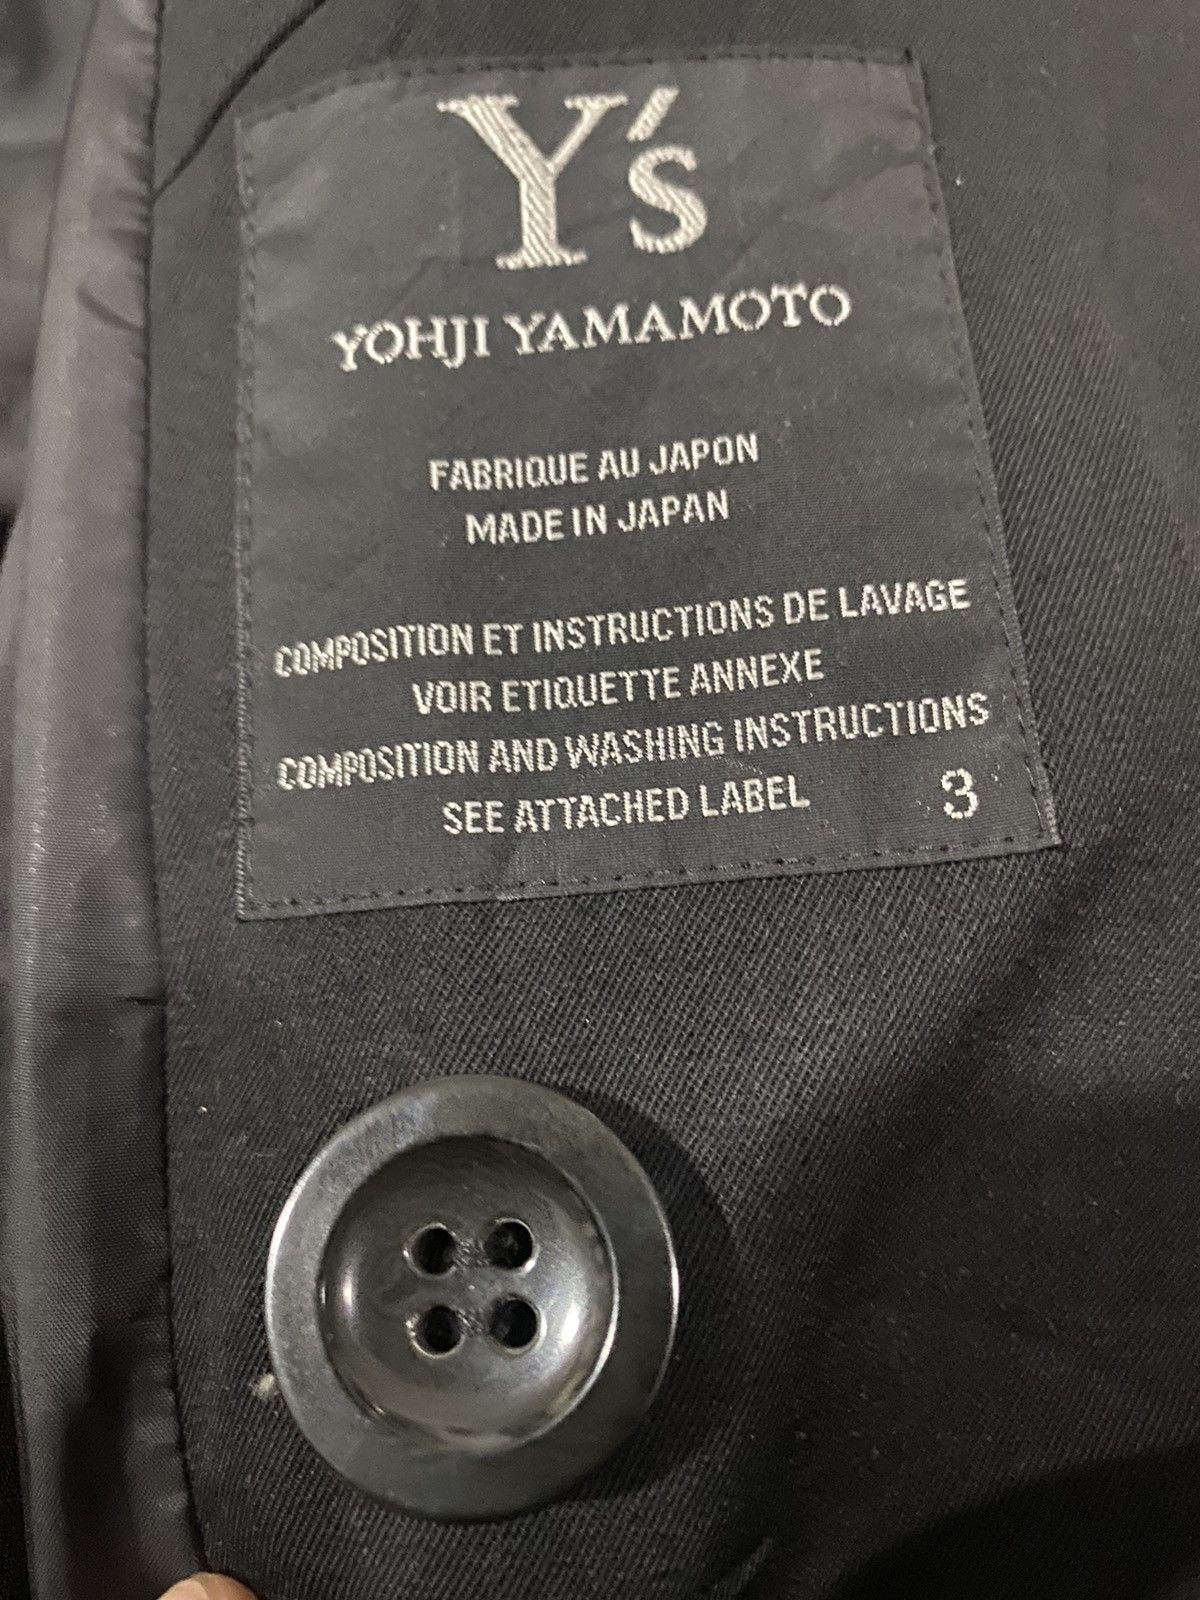 Y's
YOHJI YAMAMOTO
FABRIQUE AU JAPON
MADE IN JAPAN
COMPOSITION ET INSTRUCTIONS DE LAVAGE
VOIR ETIQUETTE ANNEXE
COMPOSITION AND WASHING INSTRUCTIONS
SEE ATTACHED LABEL 3